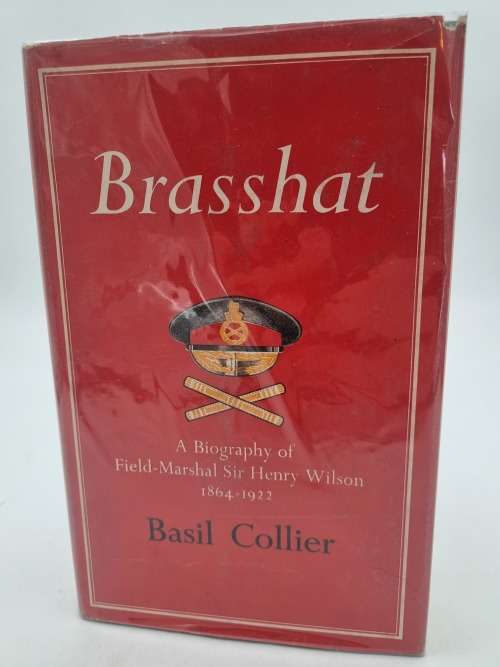 Brasshat
A Biography of
Field-Marshal Sir Henry Wilson
1864-1922
Basil Collier